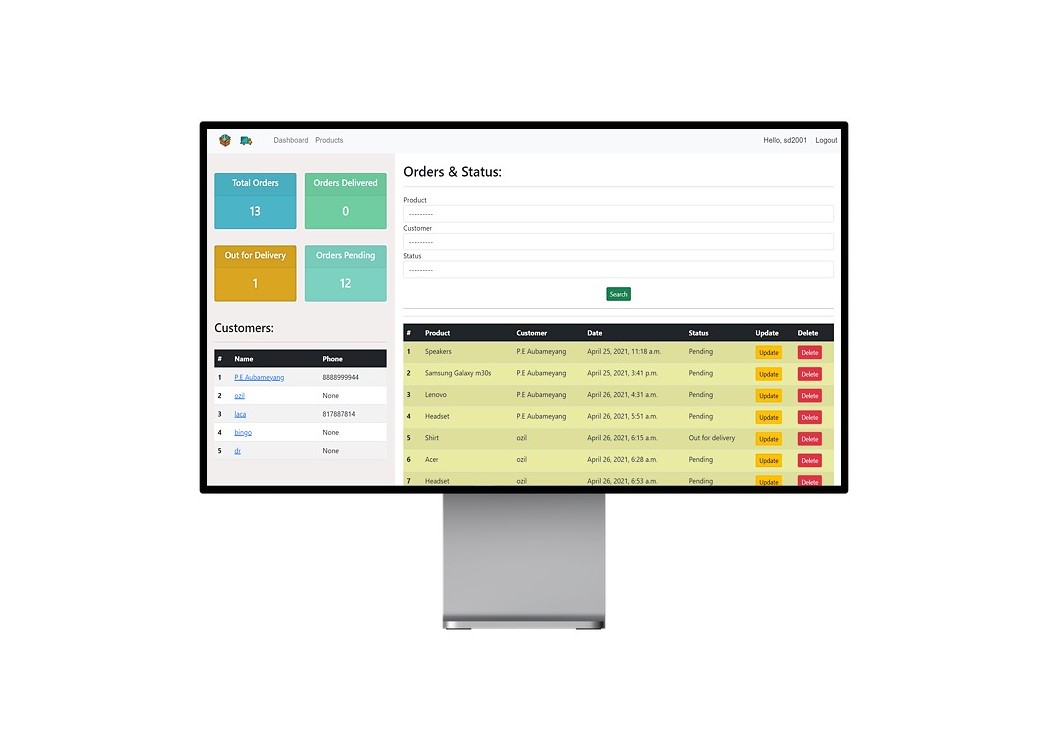 Dashboard Products Hello, sd2001 Logout
Total Orders Orders Delivered
13 0
Out for Delivery Orders Pending
1 12
Customers:
# Name Phone
1 P.E Aubameyang 8888999944
2 ozil None
3 laca 817887814
4 bingo None
5 dr None
Orders & Status:
Product
---------
Customer
---------
Status
---------
Search
# Product Customer Date Status Update Delete
1 Speakers P.E Aubameyang April 25, 2021, 11:18 a.m. Pending Update Delete
2 Samsung Galaxy m30s P.E Aubameyang April 25, 2021, 3:41 p.m. Pending Update Delete
3 Lenovo P.E Aubameyang April 26, 2021, 4:31 a.m. Pending Update Delete
4 Headset P.E Aubameyang April 26, 2021, 5:51 a.m. Pending Update Delete
5 Shirt ozil April 26, 2021, 6:15 a.m. Out for delivery Update Delete
6 Acer ozil April 26, 2021, 6:28 a.m. Pending Update Delete
7 Headset ozil April 26, 2021, 6:53 a.m. Pending Update Delete